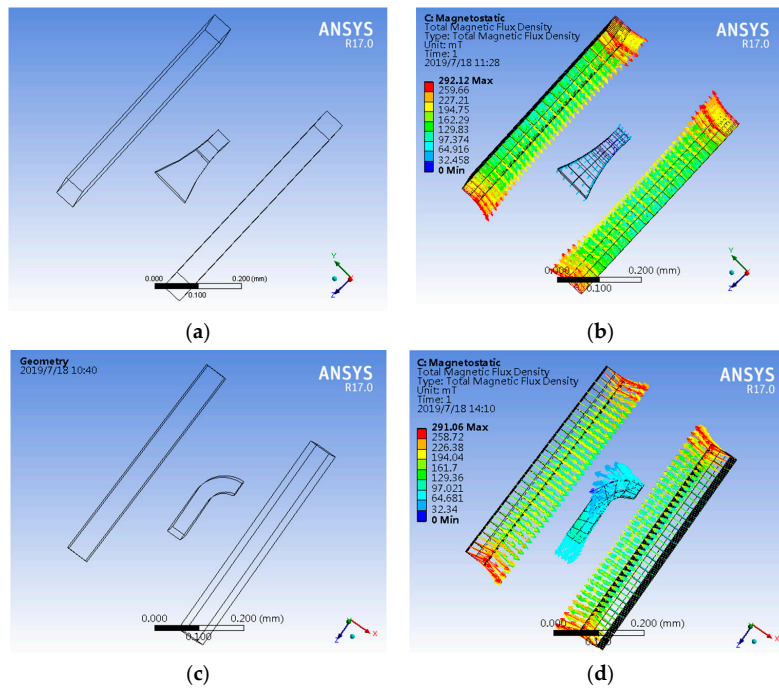 ANSYS
R17.0
Y
X
Z
0.000
0.200 (mm)
0.100
(a)
C: Magnetostatic
Total Magnetic Flux Density
Type: Total Magnetic Flux Density
Unit: mT
Time: 1
2019/7/18 11:28
292.12 Max
259.66
227.21
194.75
162.29
129.83
97.374
64.916
32.458
0 Min
ANSYS
R17.0
Y
Z
0.000
0.200 (mm)
0.100
(b)
Geometry
2019/7/18 10:40
ANSYS
R17.0
X
Z
0.000
0.200 (mm)
0.100
(c)
C: Magnetostatic
Total Magnetic Flux Density
Type: Total Magnetic Flux Density
Unit: mT
Time: 1
2019/7/18 14:10
291.06 Max
258.72
226.38
194.04
161.7
129.36
97.021
64.681
32.34
0 Min
ANSYS
R17.0
X
Z
0.000
0.200 (mm)
0.100
(d)